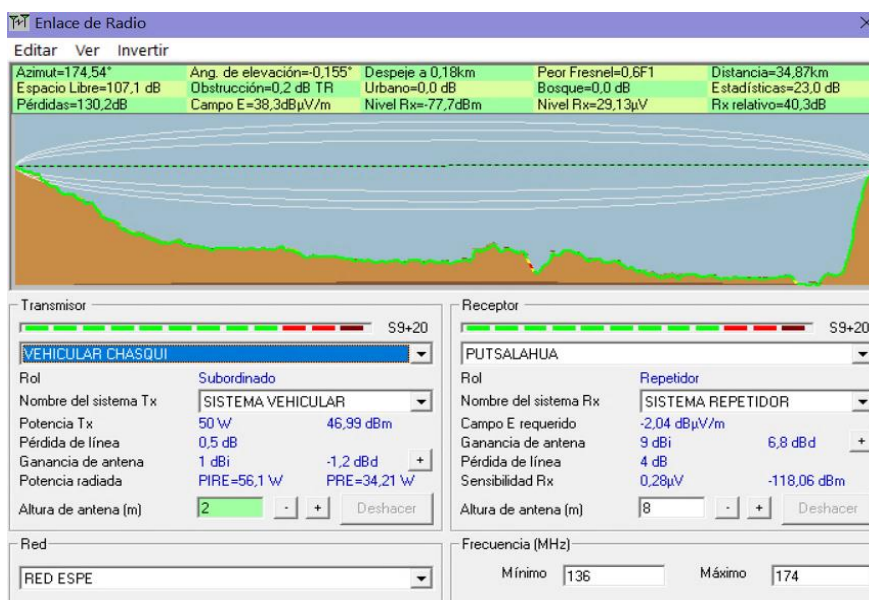 Enlace de Radio
Editar Ver Invertir
Azimut=174,54° Ang. de elevación=-0,155° Despeje a 0,18km Peor Fresnel=0,6F1 Distancia=34,87km
Espacio Libre=107,1 dB Obstrucción=0,2 dB TR Urbano=0,0 dB Bosque=0,0 dB Estadísticas=23,0 dB
Pérdidas=130,2dB Campo E=38,3dBµV/m Nivel Rx=-77,7dBm Nivel Rx=29,13µV Rx relativo=40,3dB
Transmisor
S9+20
VEHICULAR CHASQUI
Rol Subordinado
Nombre del sistema Tx SISTEMA VEHICULAR
Potencia Tx 50 W 46,99 dBm
Pérdida de línea 0,5 dB
Ganancia de antena 1 dBi -1,2 dBd +
Potencia radiada PIRE=56,1 W PRE=34,21 W
Altura de antena (m) 2 - + Deshacer
Receptor
S9+20
PUTSALAHUA
Rol Repetidor
Nombre del sistema Rx SISTEMA REPETIDOR
Campo E requerido -2,04 dBµV/m
Ganancia de antena 9 dBi 6,8 dBd +
Pérdida de línea 4 dB
Sensibilidad Rx 0,28µV -118,06 dBm
Altura de antena (m) 8 - + Deshacer
Red
RED ESPE
Frecuencia (MHz)
Mínimo 136 Máximo 174